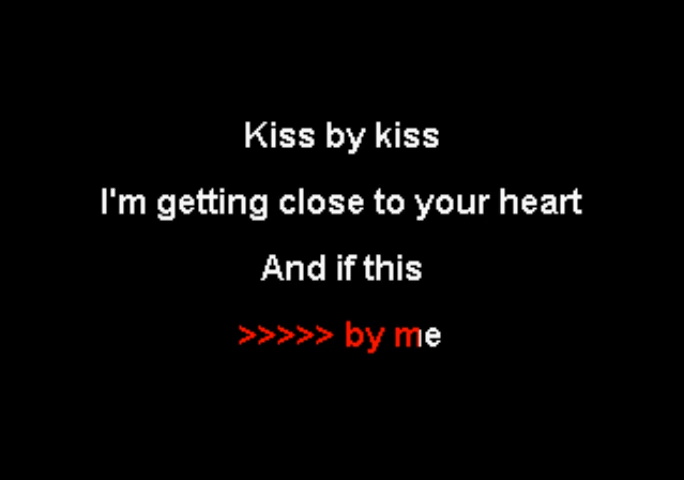 Kiss by kiss
I'm getting close to your heart
And if this
>>>>> by me